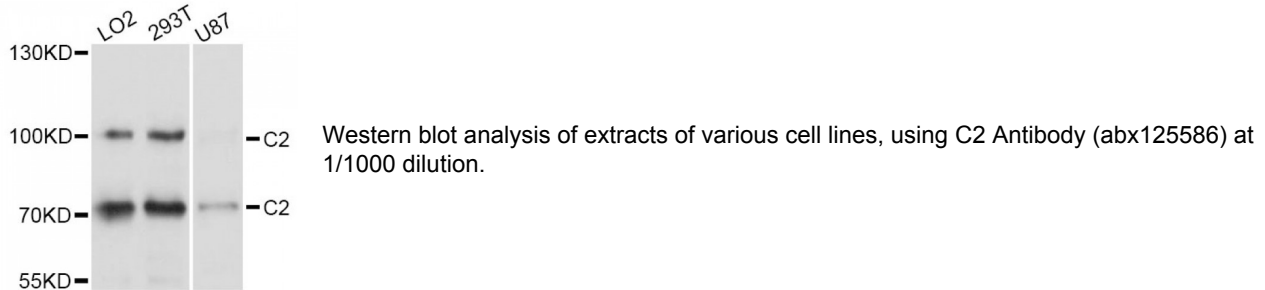 LO2 293T U87
130KD
100KD
C2
70KD
C2
55KD
Western blot analysis of extracts of various cell lines, using C2 Antibody (abx125586) at
1/1000 dilution.